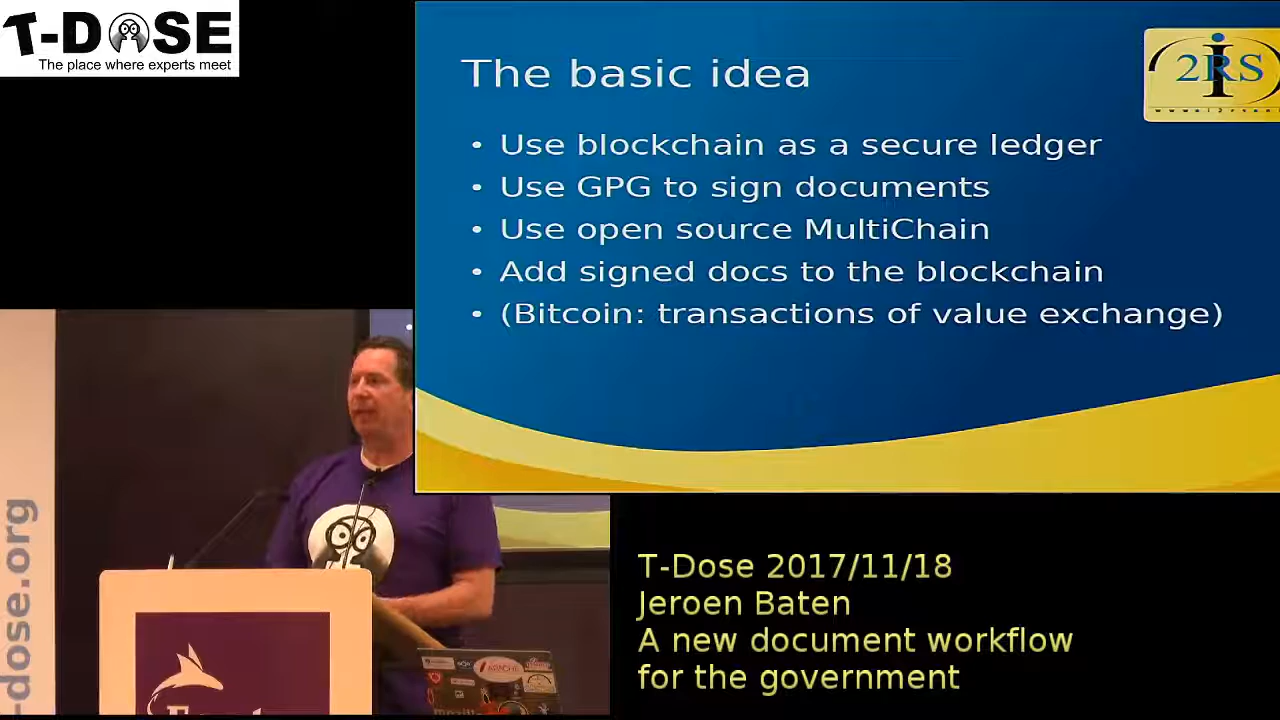 T-DOSE
The place where experts meet
The basic idea
2RS
• Use blockchain as a secure ledger
• Use GPG to sign documents
• Use open source MultiChain
• Add signed docs to the blockchain
• (Bitcoin: transactions of value exchange)
-dose.org
APACHE
T-Dose 2017/11/18
Jeroen Baten
A new document workflow
for the government